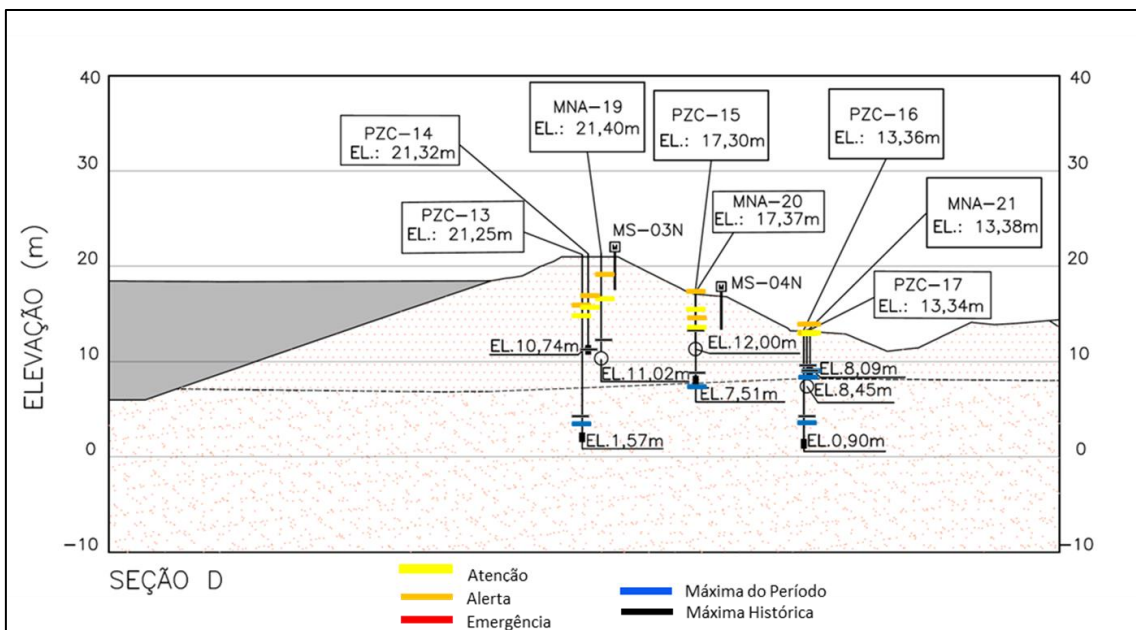 40
30
20
10
0
-10
ELEVAÇÃO (m)
40
30
20
10
0
-10
PZC-14
EL.: 21,32m
MNA-19
EL.: 21,40m
PZC-15
EL.: 17,30m
PZC-16
EL.: 13,36m
PZC-13
EL.: 21,25m
MS-03N
MNA-20
EL.: 17,37m
MNA-21
EL.: 13,38m
MS-04N
PZC-17
EL.: 13,34m
EL.10,74m
EL.11,02m
EL.12,00m
EL.7,51m
EL.8,09m
EL.8,45m
EL.1,57m
EL.0,90m
SEÇÃO D
Atenção
Alerta
Emergência
Máxima do Período
Máxima Histórica